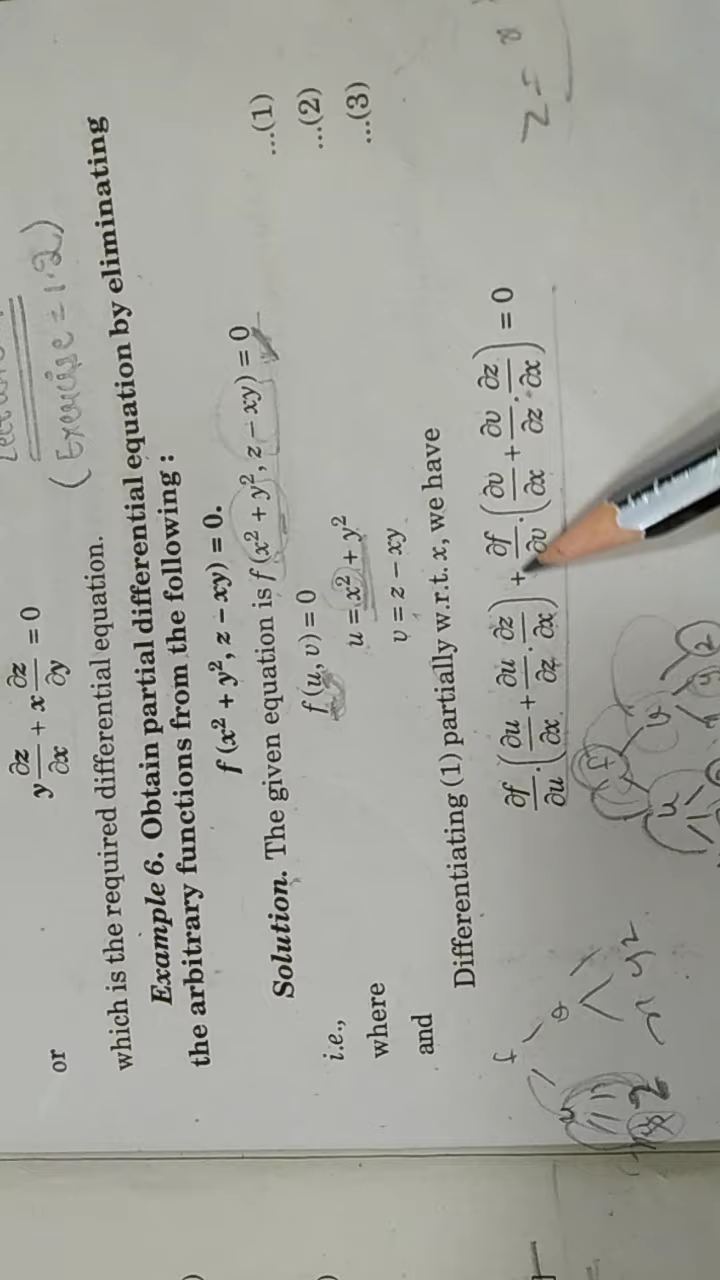 (Exercise = 1.2)
or y ∂z/∂x + x ∂z/∂y = 0
which is the required differential equation.
Example 6. Obtain partial differential equation by eliminating
the arbitrary functions from the following :
f (x² + y², z – xy) = 0.
Solution. The given equation is f (x² + y², z – xy) = 0 ...(1)
i.e., f (u, v) = 0
where u = x² + y² ...(2)
and v = z – xy ...(3)
Differentiating (1) partially w.r.t. x, we have
∂f/∂u . (∂u/∂x + ∂u/∂z . ∂z/∂x) + ∂f/∂v . (∂v/∂x + ∂v/∂z . ∂z/∂x) = 0
z =